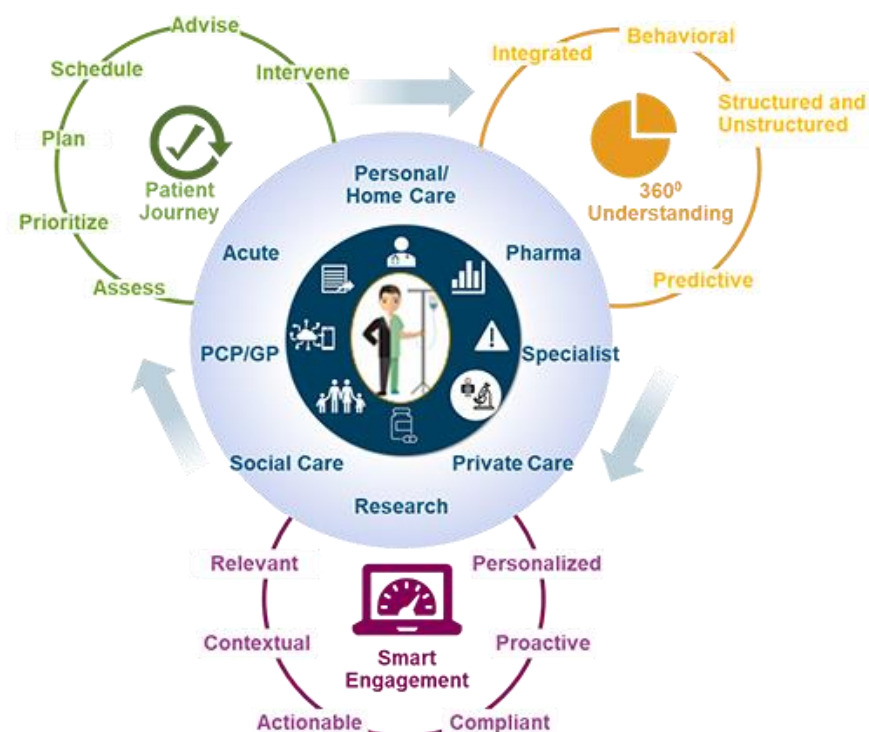 Advise
Schedule
Intervene
Plan
Patient
Journey
Prioritize
Assess
Integrated
Behavioral
Structured and
Unstructured
360⁰
Understanding
Predictive
Personal/
Home Care
Acute
Pharma
PCP/GP
Specialist
Social Care
Private Care
Research
Relevant
Personalized
Contextual
Proactive
Smart
Engagement
Actionable
Compliant